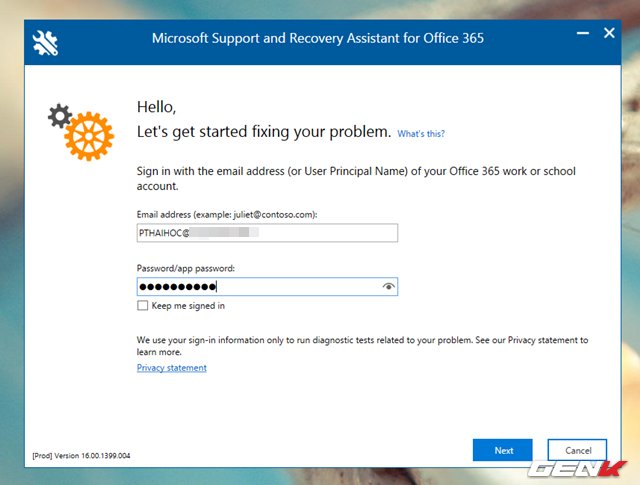 Microsoft Support and Recovery Assistant for Office 365
Hello,
Let's get started fixing your problem. What's this?
Sign in with the email address (or User Principal Name) of your Office 365 work or school
account.
Email address (example: juliet@contoso.com):
PTHAIHOC@
Password/app password:
●●●●●●●●●●
Keep me signed in
We use your sign-in information only to run diagnostic tests related to your problem. See our Privacy statement to
learn more.
Privacy statement
[Prod] Version 16.00.1399.004
Next
Cancel
GENK